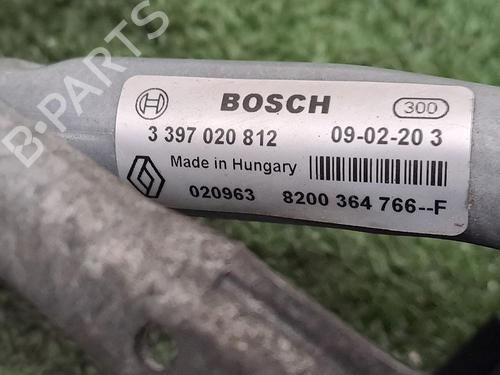 BOSCH 300
3 397 020 812 09-02-20 3
Made in Hungary
020963 8200 364 766--F
B-PARTS